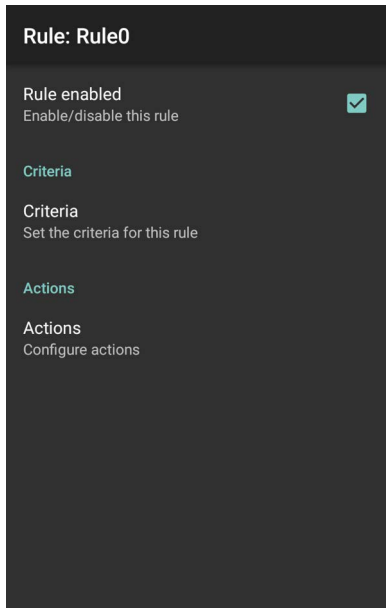 Rule: Rule0
Rule enabled
Enable/disable this rule
Criteria
Criteria
Set the criteria for this rule
Actions
Actions
Configure actions